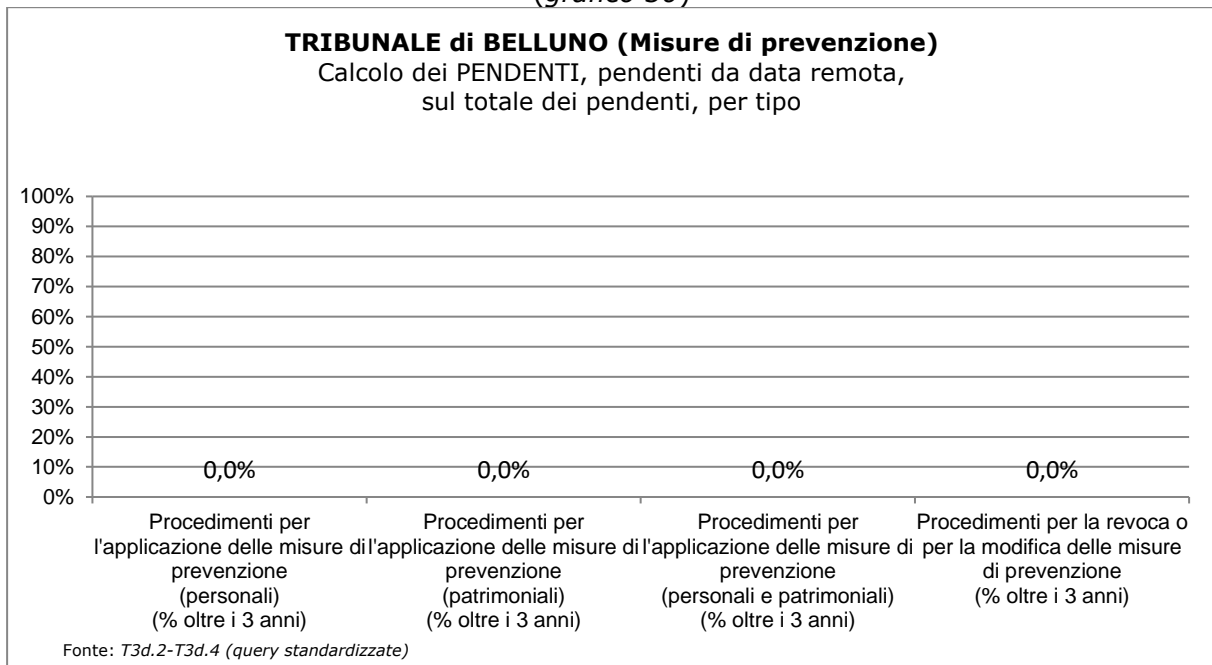 TRIBUNALE di BELLUNO (Misure di prevenzione)
Calcolo dei PENDENTI, pendenti da data remota,
sul totale dei pendenti, per tipo
100%
90%
80%
70%
60%
50%
40%
30%
20%
10%
0%
0,0% 0,0% 0,0% 0,0%
Procedimenti per
l'applicazione delle misure di
prevenzione
(personali)
(% oltre i 3 anni)
Procedimenti per
l'applicazione delle misure di
prevenzione
(patrimoniali)
(% oltre i 3 anni)
Procedimenti per
l'applicazione delle misure di
prevenzione
(personali e patrimoniali)
(% oltre i 3 anni)
Procedimenti per la revoca o
per la modifica delle misure
di prevenzione
(% oltre i 3 anni)
Fonte: T3d.2-T3d.4 (query standardizzate)